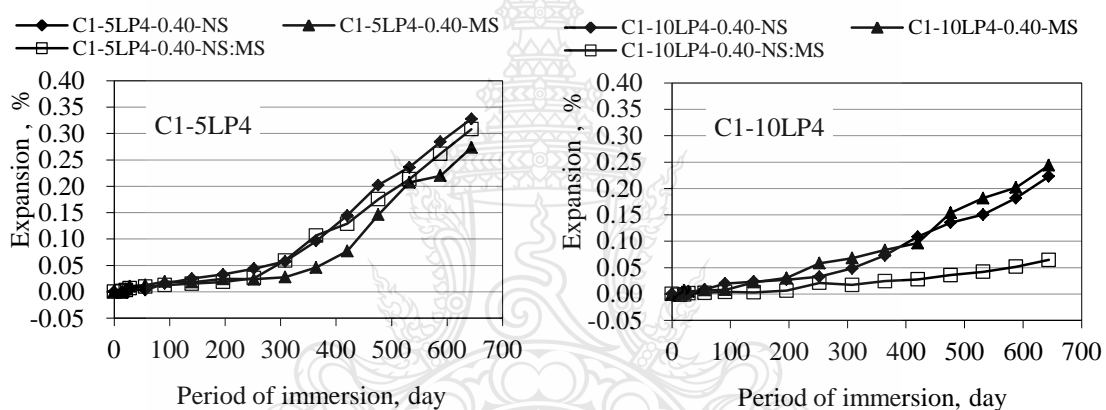 C1-5LP4-0.40-NS
C1-5LP4-0.40-MS
C1-5LP4-0.40-NS:MS
0.40
0.35
0.30
0.25
0.20
0.15
0.10
0.05
0.00
-0.05
Expansion , %
C1-5LP4
0 100 200 300 400 500 600 700
Period of immersion, day
C1-10LP4-0.40-NS
C1-10LP4-0.40-MS
C1-10LP4-0.40-NS:MS
0.40
0.35
0.30
0.25
0.20
0.15
0.10
0.05
0.00
-0.05
Expansion , %
C1-10LP4
0 100 200 300 400 500 600 700
Period of immersion, day